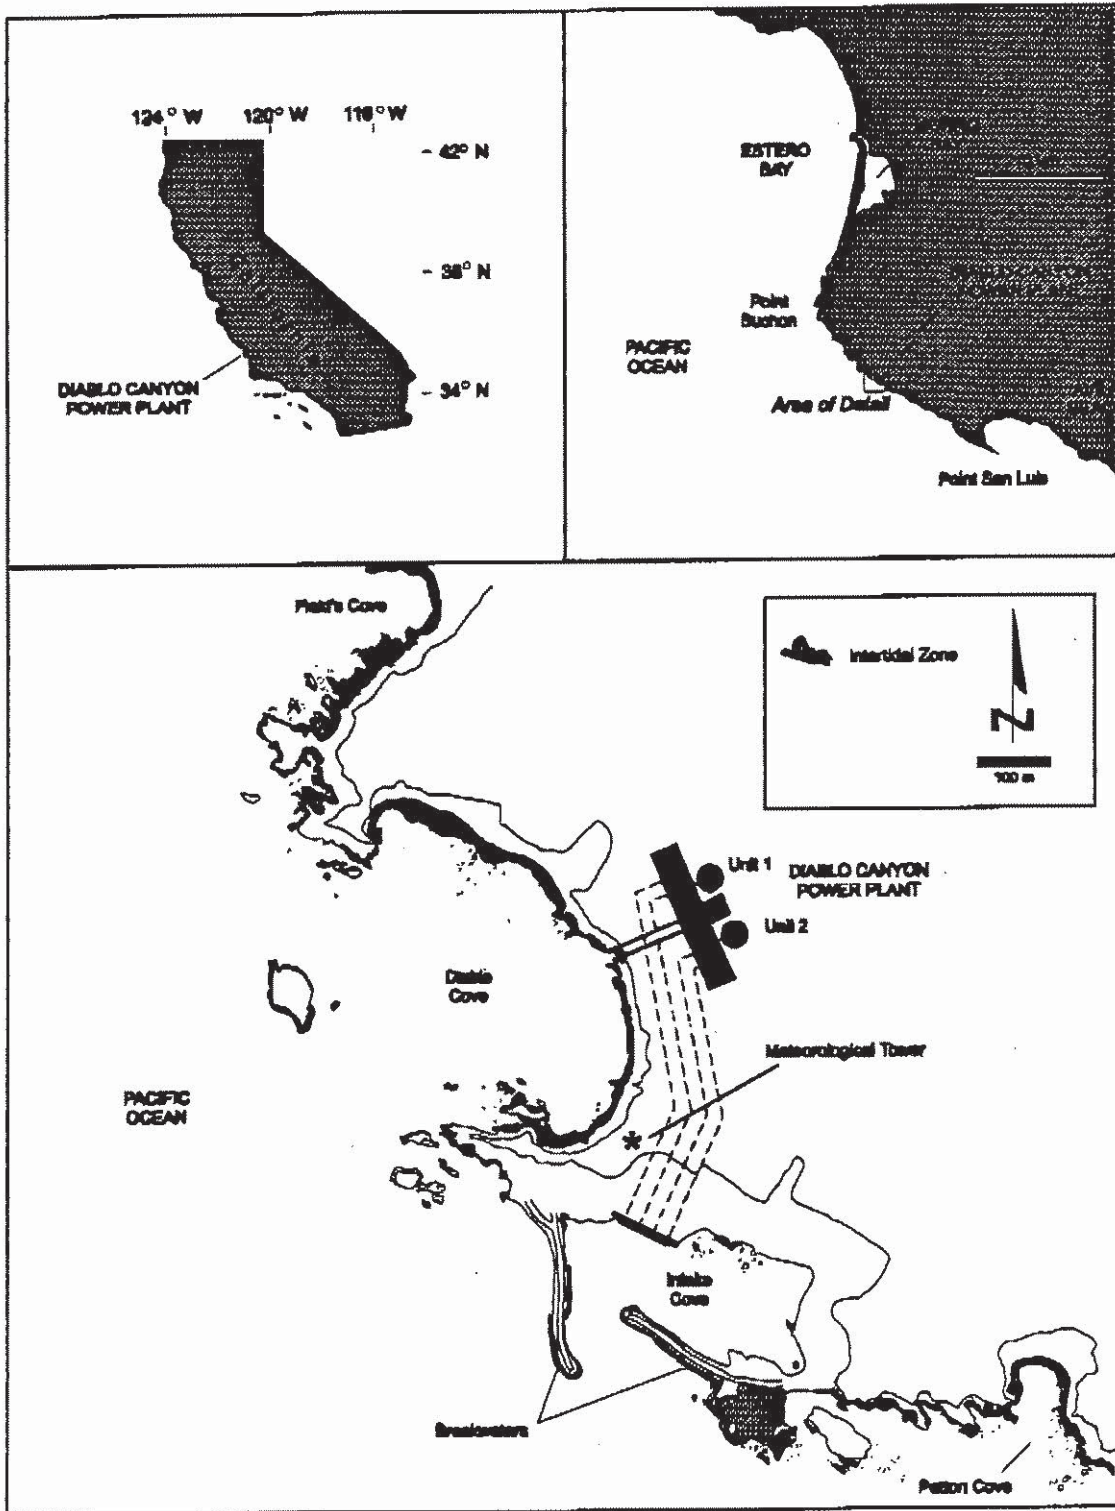 124° W
120° W
116° W
42° N
38° N
34° N
DIABLO CANYON
POWER PLANT
ESTERO
BAY
Point
Buchon
PACIFIC
OCEAN
Area of Detail
Point San Luis
Field's Cove
Intertidal Zone
N
100 m
Unit 1
DIABLO CANYON
POWER PLANT
Unit 2
Diablo
Cove
Meteorological Tower
PACIFIC
OCEAN
Intake
Cove
Breakwaters
Patton Cove